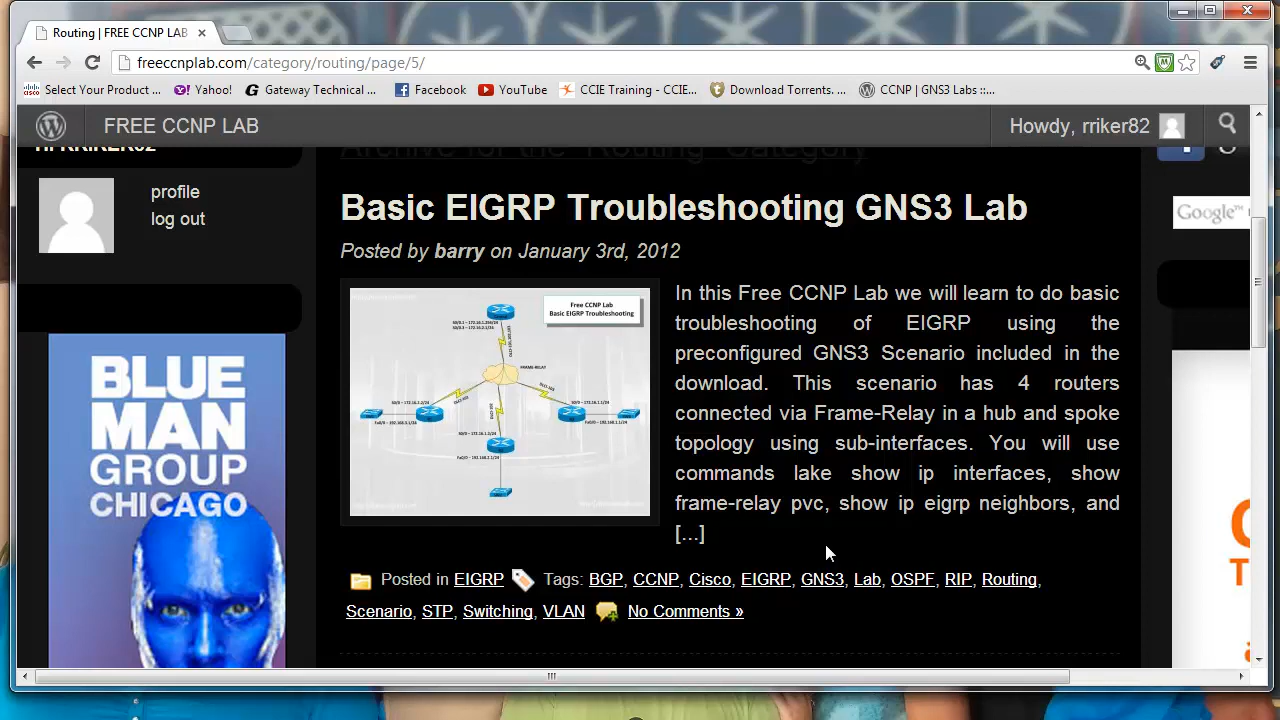 Routing | FREE CCNP LAB
freeccnplab.com/category/routing/page/5/
Select Your Product ... Yahoo! Gateway Technical ... Facebook YouTube CCIE Training - CCIE... Download Torrents. ... CCNP | GNS3 Labs ::...
FREE CCNP LAB Howdy, rriker82
Archive of the Routing Category
profile
log out
Google™
Basic EIGRP Troubleshooting GNS3 Lab
Posted by barry on January 3rd, 2012
Free CCNP Lab
Basic EIGRP Troubleshooting
FRAME-RELAY
In this Free CCNP Lab we will learn to do basic
troubleshooting of EIGRP using the
preconfigured GNS3 Scenario included in the
download. This scenario has 4 routers
connected via Frame-Relay in a hub and spoke
topology using sub-interfaces. You will use
commands lake show ip interfaces, show
frame-relay pvc, show ip eigrp neighbors, and
[...]
Posted in EIGRP Tags: BGP, CCNP, Cisco, EIGRP, GNS3, Lab, OSPF, RIP, Routing,
Scenario, STP, Switching, VLAN No Comments »
BLUE
MAN
GROUP
CHICAGO